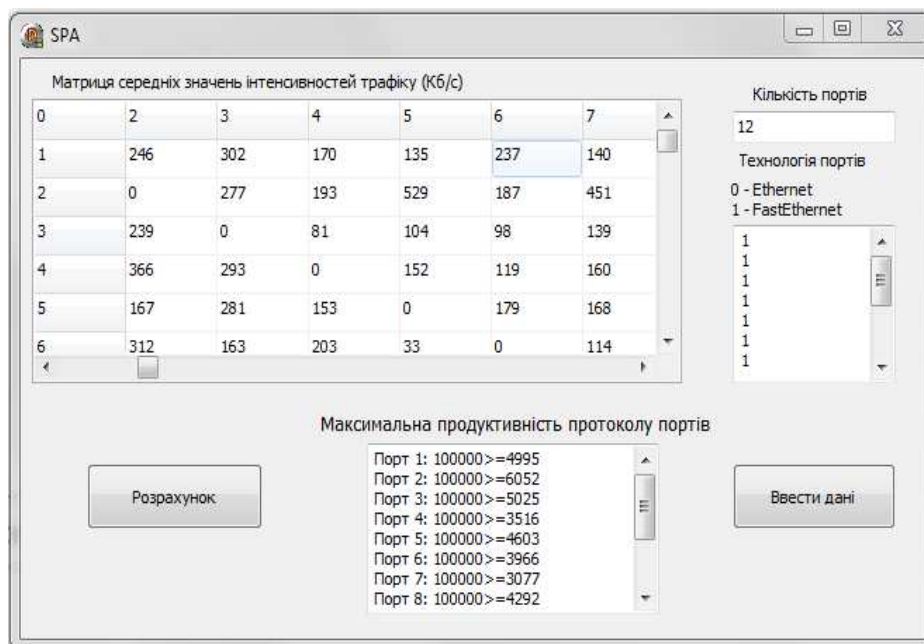 SPA
Матриця середніх значень інтенсивностей трафіку (Кб/с)
0 2 3 4 5 6 7
1 246 302 170 135 237 140
2 0 277 193 529 187 451
3 239 0 81 104 98 139
4 366 293 0 152 119 160
5 167 281 153 0 179 168
6 312 163 203 33 0 114
Кількість портів
12
Технологія портів
0 - Ethernet
1 - FastEthernet
1
1
1
1
1
1
1
Максимальна продуктивність протоколу портів
Порт 1: 100000>=4995
Порт 2: 100000>=6052
Порт 3: 100000>=5025
Порт 4: 100000>=3516
Порт 5: 100000>=4603
Порт 6: 100000>=3966
Порт 7: 100000>=3077
Порт 8: 100000>=4292
Розрахунок
Ввести дані